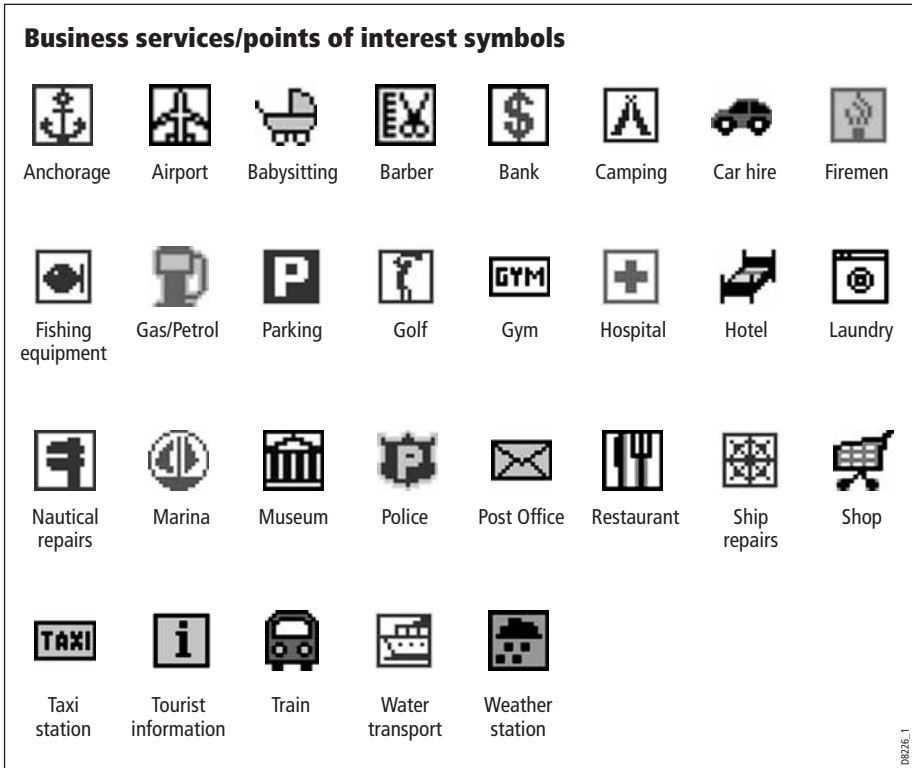 Business services/points of interest symbols
$
Anchorage Airport Babysitting Barber Bank Camping Car hire Firemen
P GYM
Fishing equipment Gas/Petrol Parking Golf Gym Hospital Hotel Laundry
P
Nautical repairs Marina Museum Police Post Office Restaurant Ship repairs Shop
TAXI i
Taxi station Tourist information Train Water transport Weather station
D8226_1